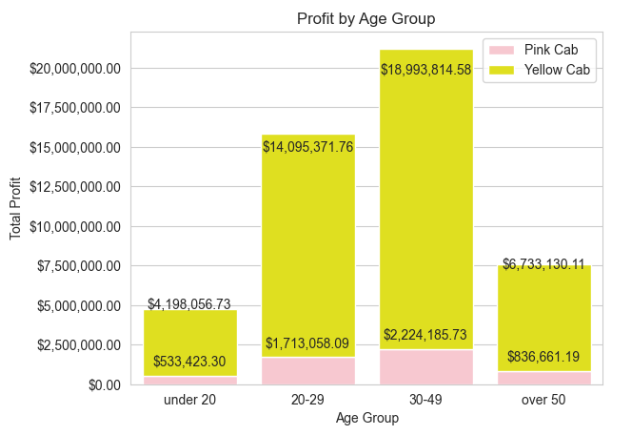 Profit by Age Group
Pink Cab
Yellow Cab
$20,000,000.00
$17,500,000.00
$15,000,000.00
$12,500,000.00
$10,000,000.00
$7,500,000.00
$5,000,000.00
$2,500,000.00
$0.00
Total Profit
$18,993,814.58
$14,095,371.76
$6,733,130.11
$4,198,056.73
$2,224,185.73
$1,713,058.09
$836,661.19
$533,423.30
under 20
20-29
30-49
over 50
Age Group